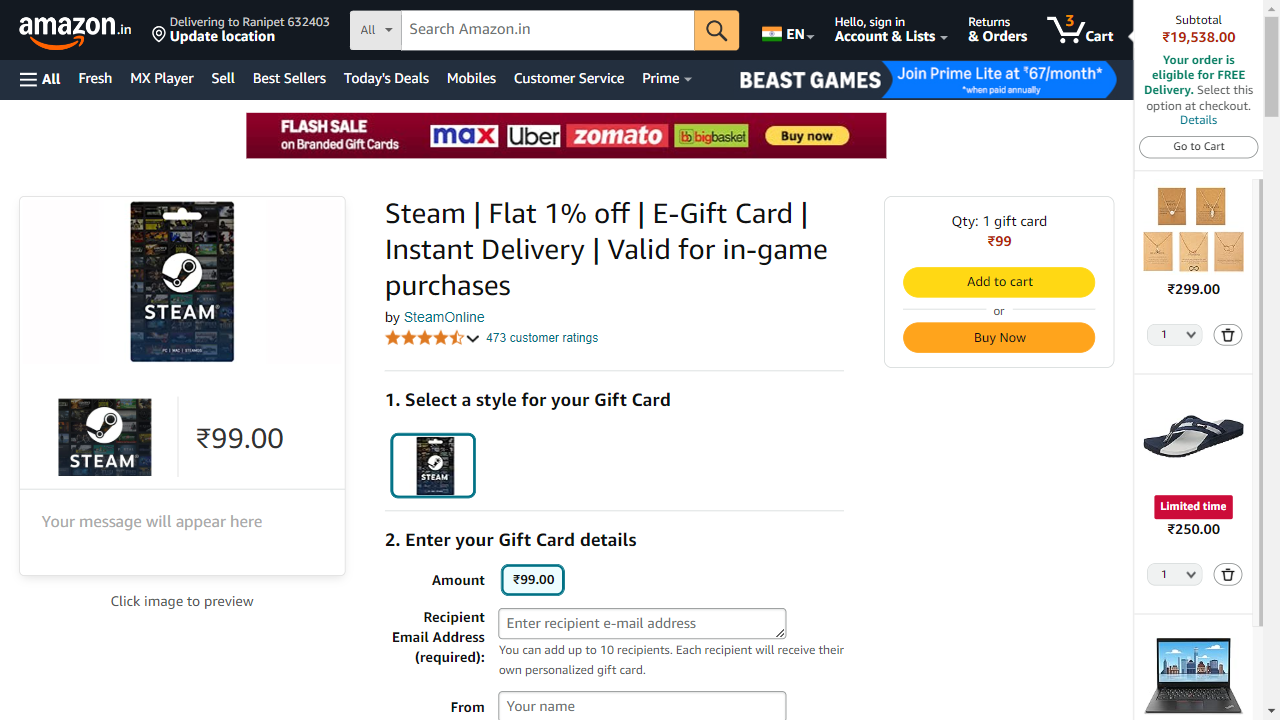 amazon.in
Delivering to Ranipet 632403
Update location
All
Search Amazon.in
EN
Hello, sign in
Account & Lists
Returns
& Orders
3
Cart
All
Fresh
MX Player
Sell
Best Sellers
Today's Deals
Mobiles
Customer Service
Prime
BEAST GAMES
Join Prime Lite at ₹67/month*
*when paid annually
Subtotal
₹19,538.00
Your order is
eligible for FREE
Delivery. Select this
option at checkout.
Details
Go to Cart
FLASH SALE
on Branded Gift Cards
max
Uber
zomato
bb bigbasket
Buy now
STEAM
PC | MAC | STEAMOS
STEAM
₹99.00
Your message will appear here
Click image to preview
Steam | Flat 1% off | E-Gift Card |
Instant Delivery | Valid for in-game
purchases
by SteamOnline
473 customer ratings
1. Select a style for your Gift Card
STEAM
2. Enter your Gift Card details
Amount
₹99.00
Recipient
Email Address
(required):
Enter recipient e-mail address
You can add up to 10 recipients. Each recipient will receive their
own personalized gift card.
From
Your name
Qty: 1 gift card
₹99
Add to cart
or
Buy Now
₹299.00
1
Limited time
₹250.00
1